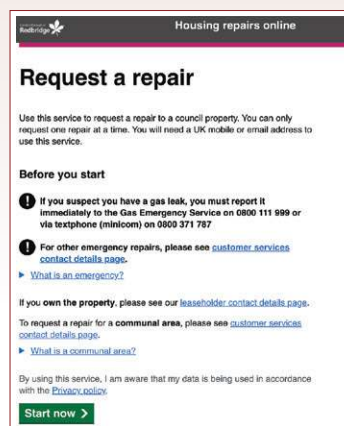 Redbridge
Housing repairs online
Request a repair
Use this service to request a repair to a council property. You can only
request one repair at a time. You will need a UK mobile or email address to
use this service.
Before you start
! If you suspect you have a gas leak, you must report it
immediately to the Gas Emergency Service on 0800 111 999 or
via textphone (minicom) on 0800 371 787
! For other emergency repairs, please see customer services
contact details page.
What is an emergency?
If you own the property, please see our leaseholder contact details page.
To request a repair for a communal area, please see customer services
contact details page.
What is a communal area?
By using this service, I am aware that my data is being used in accordance
with the Privacy policy.
Start now >